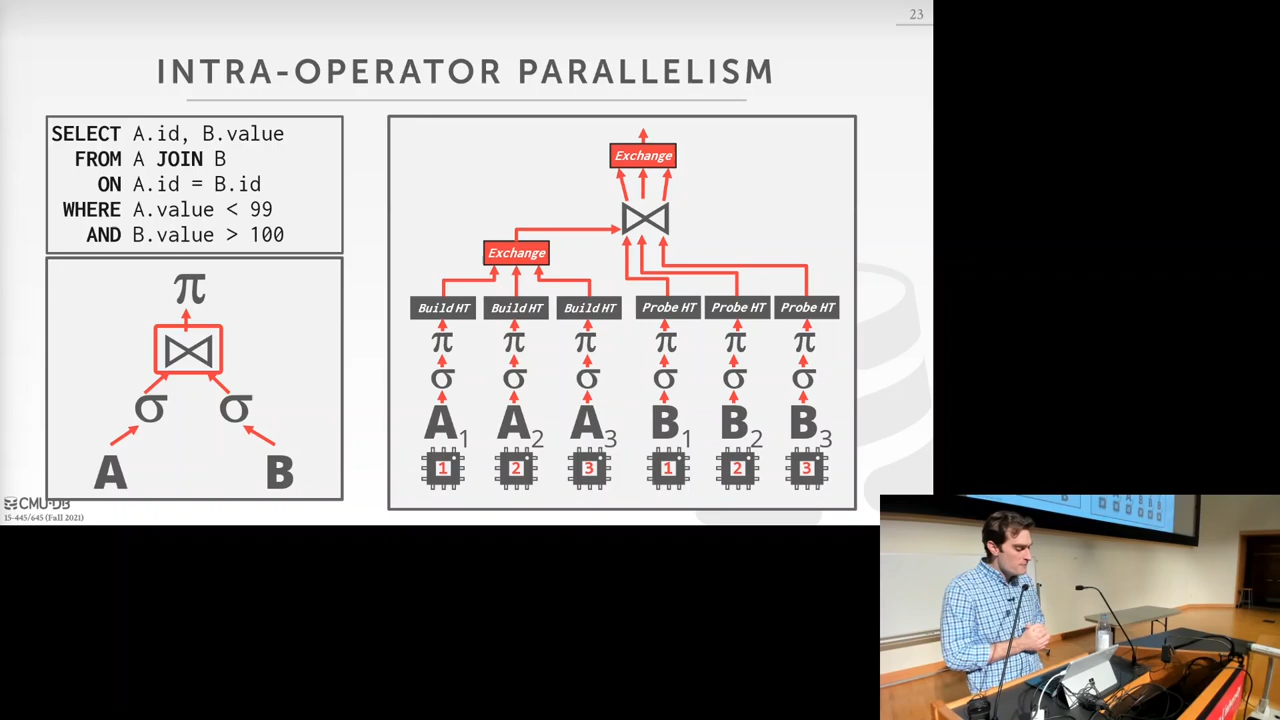 23
INTRA-OPERATOR PARALLELISM
SELECT A.id, B.value
FROM A JOIN B
ON A.id = B.id
WHERE A.value < 99
AND B.value > 100
π
σ σ
A B
Exchange
Exchange
Build HT Build HT Build HT Probe HT Probe HT Probe HT
π π π π π π
σ σ σ σ σ σ
A1 A2 A3 B1 B2 B3
1 2 3 1 2 3
CMU·DB
15-445/645 (Fall 2021)